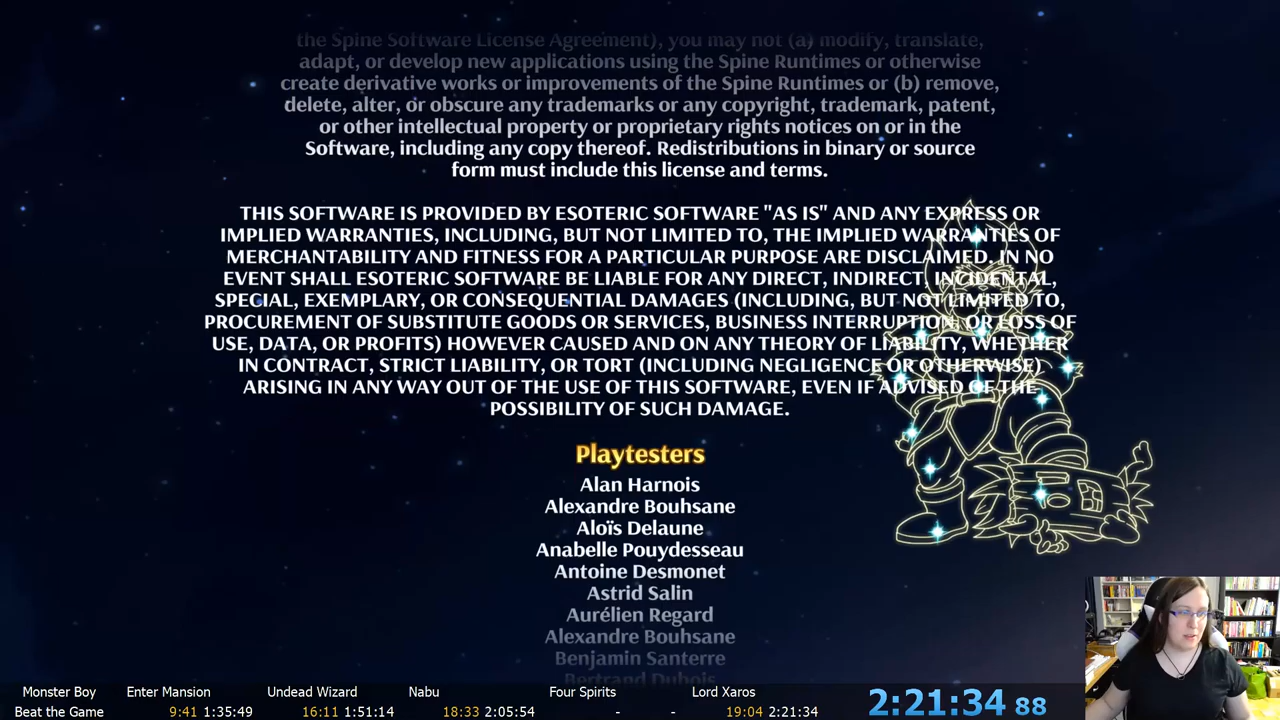 the Spine Software License Agreement), you may not (a) modify, translate,
adapt, or develop new applications using the Spine Runtimes or otherwise
create derivative works or improvements of the Spine Runtimes or (b) remove,
delete, alter, or obscure any trademarks or any copyright, trademark, patent,
or other intellectual property or proprietary rights notices on or in the
Software, including any copy thereof. Redistributions in binary or source
form must include this license and terms.
THIS SOFTWARE IS PROVIDED BY ESOTERIC SOFTWARE "AS IS" AND ANY EXPRESS OR
IMPLIED WARRANTIES, INCLUDING, BUT NOT LIMITED TO, THE IMPLIED WARRANTIES OF
MERCHANTABILITY AND FITNESS FOR A PARTICULAR PURPOSE ARE DISCLAIMED. IN NO
EVENT SHALL ESOTERIC SOFTWARE BE LIABLE FOR ANY DIRECT, INDIRECT, INCIDENTAL,
SPECIAL, EXEMPLARY, OR CONSEQUENTIAL DAMAGES (INCLUDING, BUT NOT LIMITED TO,
PROCUREMENT OF SUBSTITUTE GOODS OR SERVICES, BUSINESS INTERRUPTION, OR LOSS OF
USE, DATA, OR PROFITS) HOWEVER CAUSED AND ON ANY THEORY OF LIABILITY, WHETHER
IN CONTRACT, STRICT LIABILITY, OR TORT (INCLUDING NEGLIGENCE OR OTHERWISE)
ARISING IN ANY WAY OUT OF THE USE OF THIS SOFTWARE, EVEN IF ADVISED OF THE
POSSIBILITY OF SUCH DAMAGE.
Playtesters
Alan Harnois
Alexandre Bouhsane
Aloïs Delaune
Anabelle Pouydesseau
Antoine Desmonet
Astrid Salin
Aurélien Regard
Alexandre Bouhsane
Benjamin Santerre
Bertrand Dubois
Monster Boy Enter Mansion Undead Wizard Nabu Four Spirits Lord Xaros
Beat the Game 9:41 1:35:49 16:11 1:51:14 18:33 2:05:54 - - 19:04 2:21:34
2:21:34 88